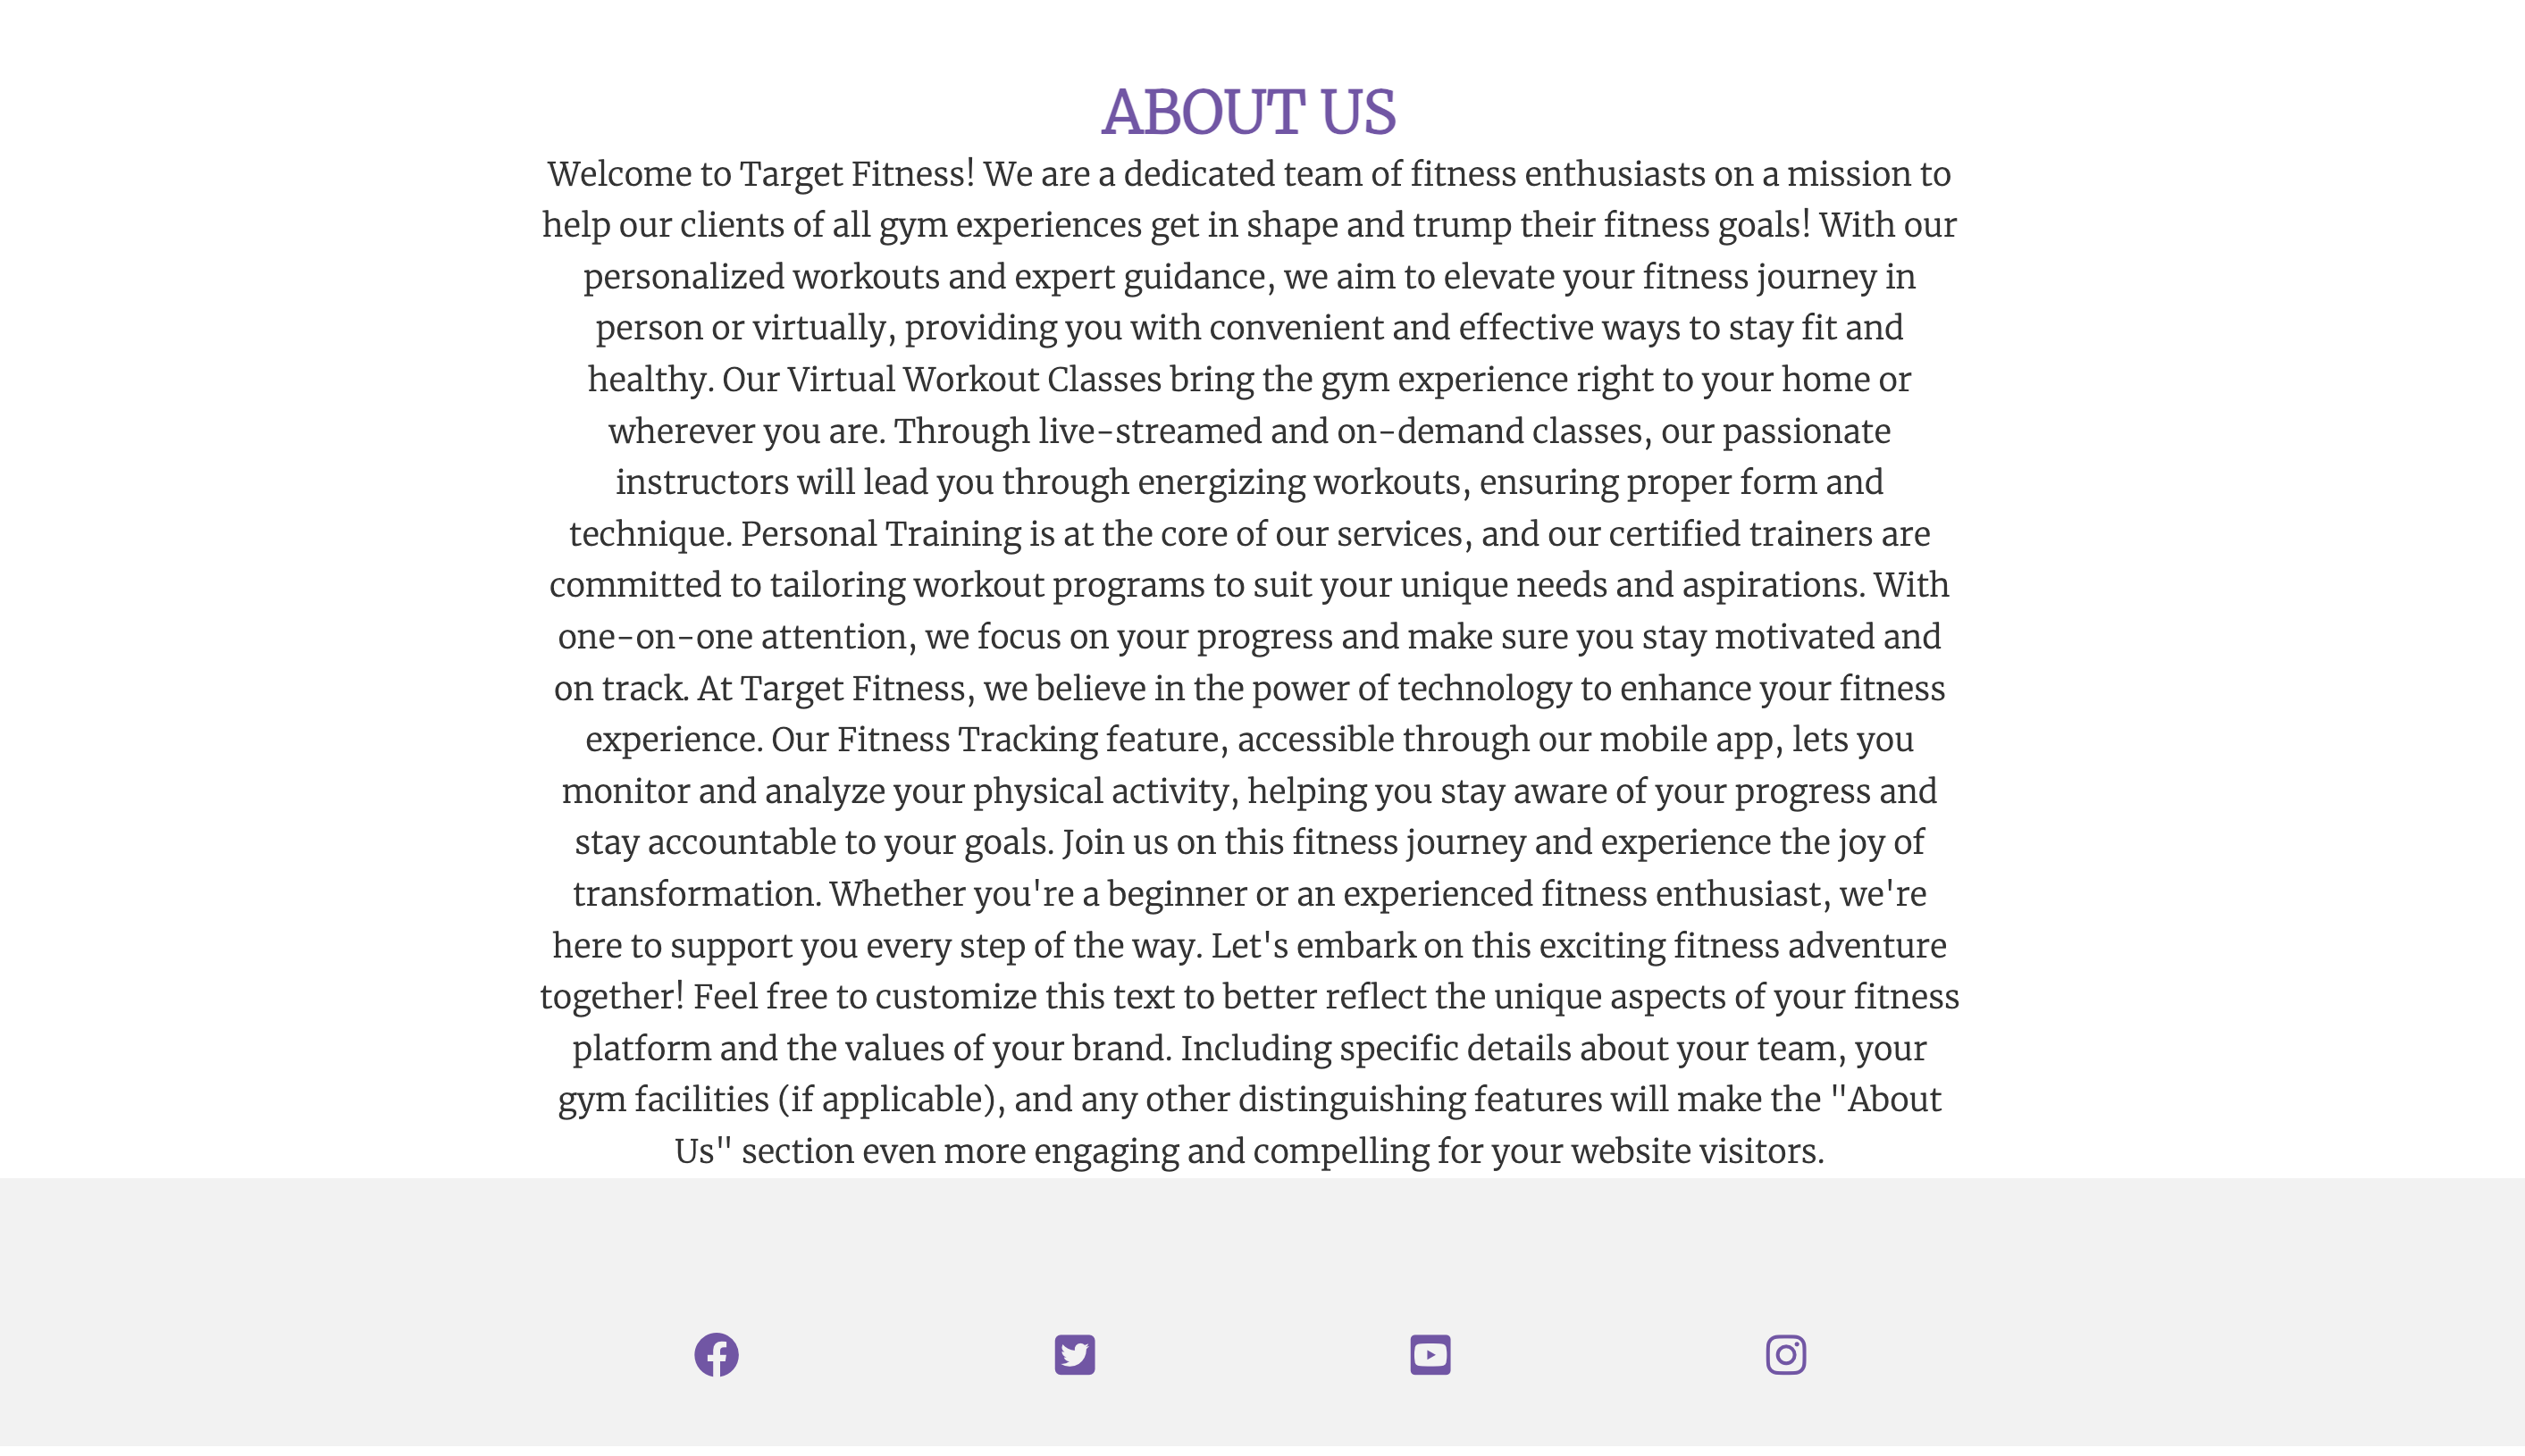 ABOUT US
Welcome to Target Fitness! We are a dedicated team of fitness enthusiasts on a mission to
help our clients of all gym experiences get in shape and trump their fitness goals! With our
personalized workouts and expert guidance, we aim to elevate your fitness journey in
person or virtually, providing you with convenient and effective ways to stay fit and
healthy. Our Virtual Workout Classes bring the gym experience right to your home or
wherever you are. Through live-streamed and on-demand classes, our passionate
instructors will lead you through energizing workouts, ensuring proper form and
technique. Personal Training is at the core of our services, and our certified trainers are
committed to tailoring workout programs to suit your unique needs and aspirations. With
one-on-one attention, we focus on your progress and make sure you stay motivated and
on track. At Target Fitness, we believe in the power of technology to enhance your fitness
experience. Our Fitness Tracking feature, accessible through our mobile app, lets you
monitor and analyze your physical activity, helping you stay aware of your progress and
stay accountable to your goals. Join us on this fitness journey and experience the joy of
transformation. Whether you're a beginner or an experienced fitness enthusiast, we're
here to support you every step of the way. Let's embark on this exciting fitness adventure
together! Feel free to customize this text to better reflect the unique aspects of your fitness
platform and the values of your brand. Including specific details about your team, your
gym facilities (if applicable), and any other distinguishing features will make the "About
Us" section even more engaging and compelling for your website visitors.